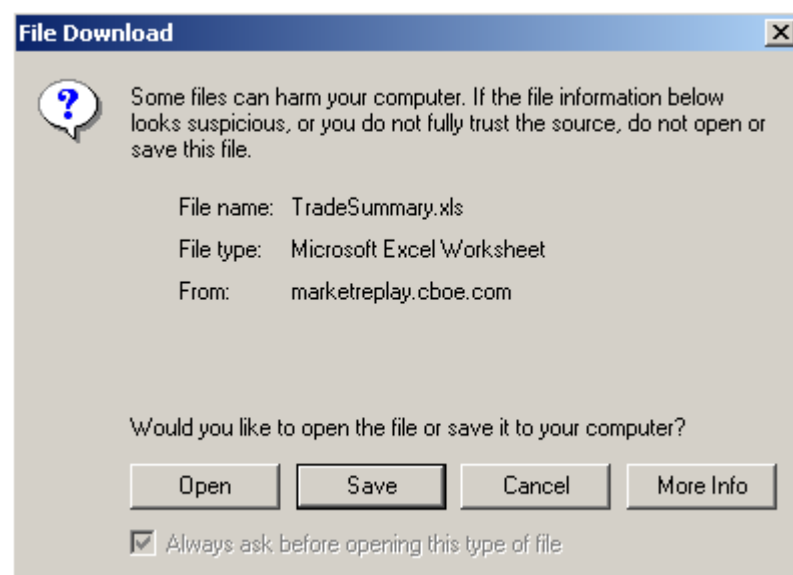 File Download
Some files can harm your computer. If the file information below
looks suspicious, or you do not fully trust the source, do not open or
save this file.
File name: TradeSummary.xls
File type: Microsoft Excel Worksheet
From: marketreplay.cboe.com
Would you like to open the file or save it to your computer?
Open Save Cancel More Info
Always ask before opening this type of file